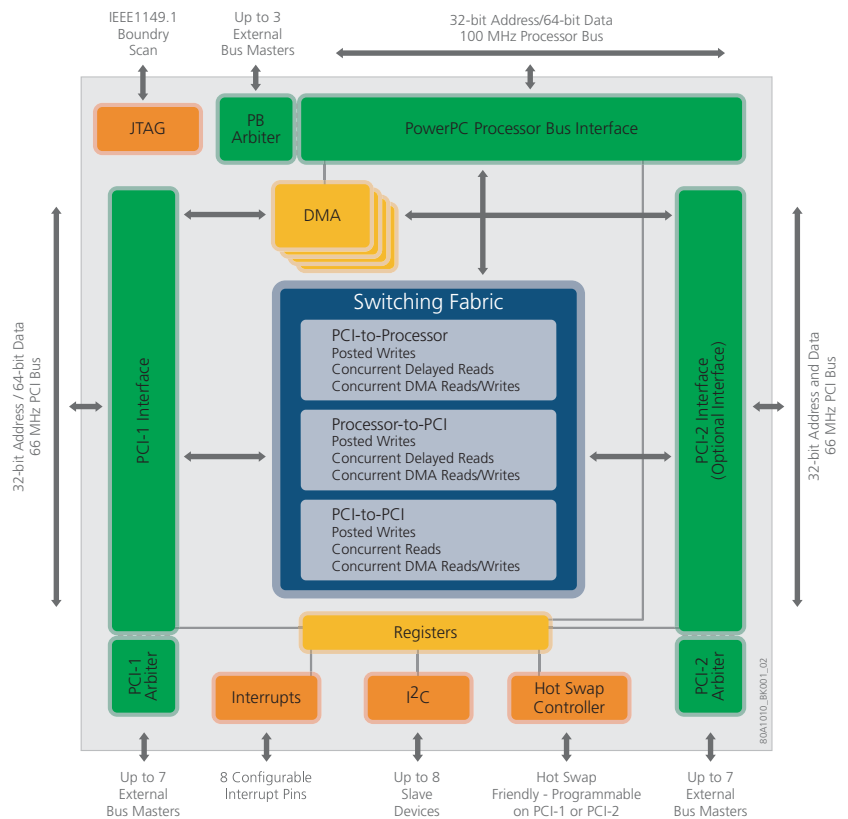 IEEE1149.1
Boundry
Scan
Up to 3
External
Bus Masters
32-bit Address/64-bit Data
100 MHz Processor Bus
JTAG
PB
Arbiter
PowerPC Processor Bus Interface
DMA
32-bit Address / 64-bit Data
66 MHz PCI Bus
PCI-1 Interface
Switching Fabric
PCI-to-Processor
Posted Writes
Concurrent Delayed Reads
Concurrent DMA Reads/Writes
Processor-to-PCI
Posted Writes
Concurrent Delayed Reads
Concurrent DMA Reads/Writes
PCI-to-PCI
Posted Writes
Concurrent Reads
Concurrent DMA Reads/Writes
PCI-2 Interface
(Optional Interface)
32-bit Address and Data
66 MHz PCI Bus
Registers
PCI-1
Arbiter
Interrupts
I2C
Hot Swap
Controller
PCI-2
Arbiter
80A1010_BK001_02
Up to 7
External
Bus Masters
8 Configurable
Interrupt Pins
Up to 8
Slave
Devices
Hot Swap
Friendly - Programmable
on PCI-1 or PCI-2
Up to 7
External
Bus Masters